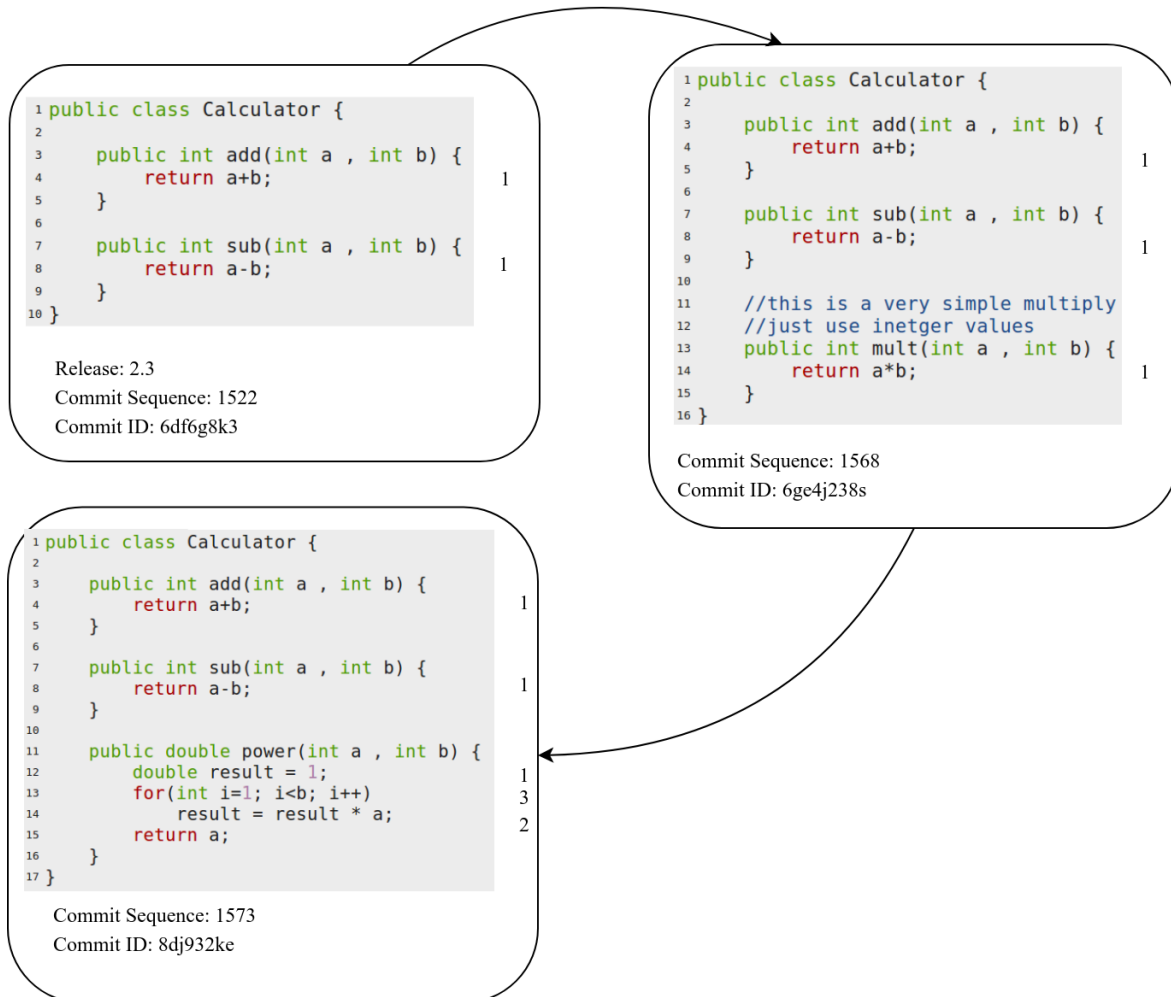 1 public class Calculator {
2
3 public int add(int a , int b) {
4 return a+b;
5 }
6
7 public int sub(int a , int b) {
8 return a-b;
9 }
10 }
1
1
Release: 2.3
Commit Sequence: 1522
Commit ID: 6df6g8k3
1 public class Calculator {
2
3 public int add(int a , int b) {
4 return a+b;
5 }
6
7 public int sub(int a , int b) {
8 return a-b;
9 }
10
11 //this is a very simple multiply
12 //just use inetger values
13 public int mult(int a , int b) {
14 return a*b;
15 }
16 }
1
1
1
Commit Sequence: 1568
Commit ID: 6ge4j238s
1 public class Calculator {
2
3 public int add(int a , int b) {
4 return a+b;
5 }
6
7 public int sub(int a , int b) {
8 return a-b;
9 }
10
11 public double power(int a , int b) {
12 double result = 1;
13 for(int i=1; i<b; i++)
14 result = result * a;
15 return a;
16 }
17 }
1
1
1
3
2
Commit Sequence: 1573
Commit ID: 8dj932ke